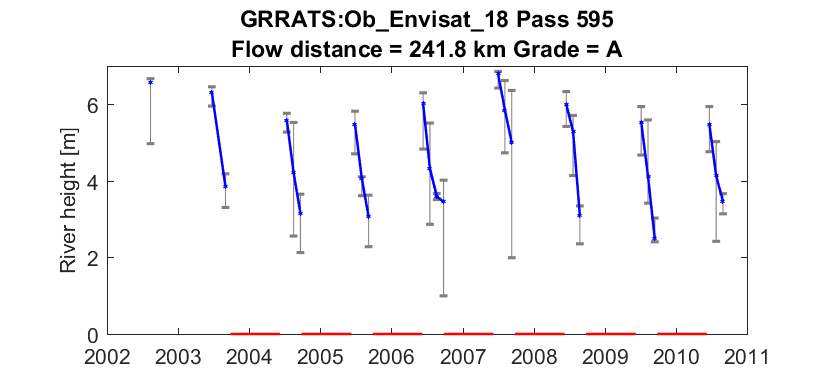 GRRATS:Ob_Envisat_18 Pass 595
Flow distance = 241.8 km Grade = A
River height [m]
6
4
2
0
2002 2003 2004 2005 2006 2007 2008 2009 2010 2011